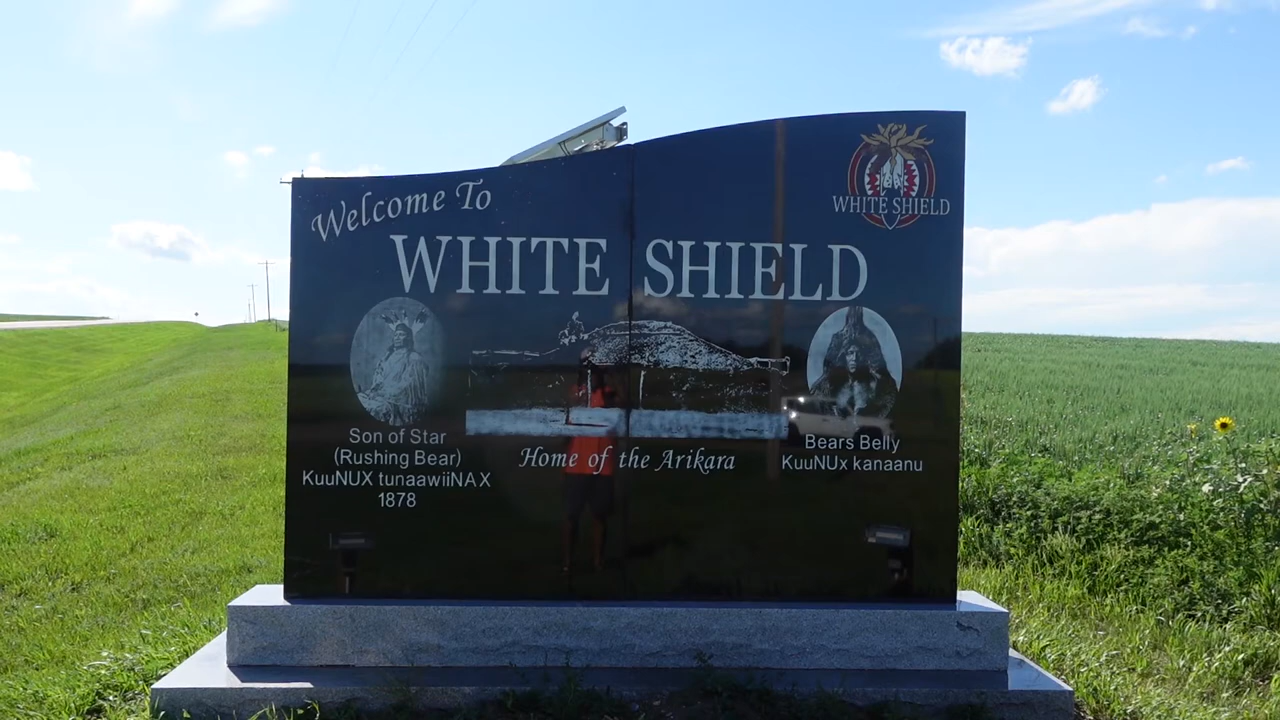 Welcome To
WHITE SHIELD
WHITE SHIELD
Son of Star
(Rushing Bear)
KuuNUX tunaawiiNAX
1878
Home of the Arikara
Bears Belly
KuuNUx kanaanu